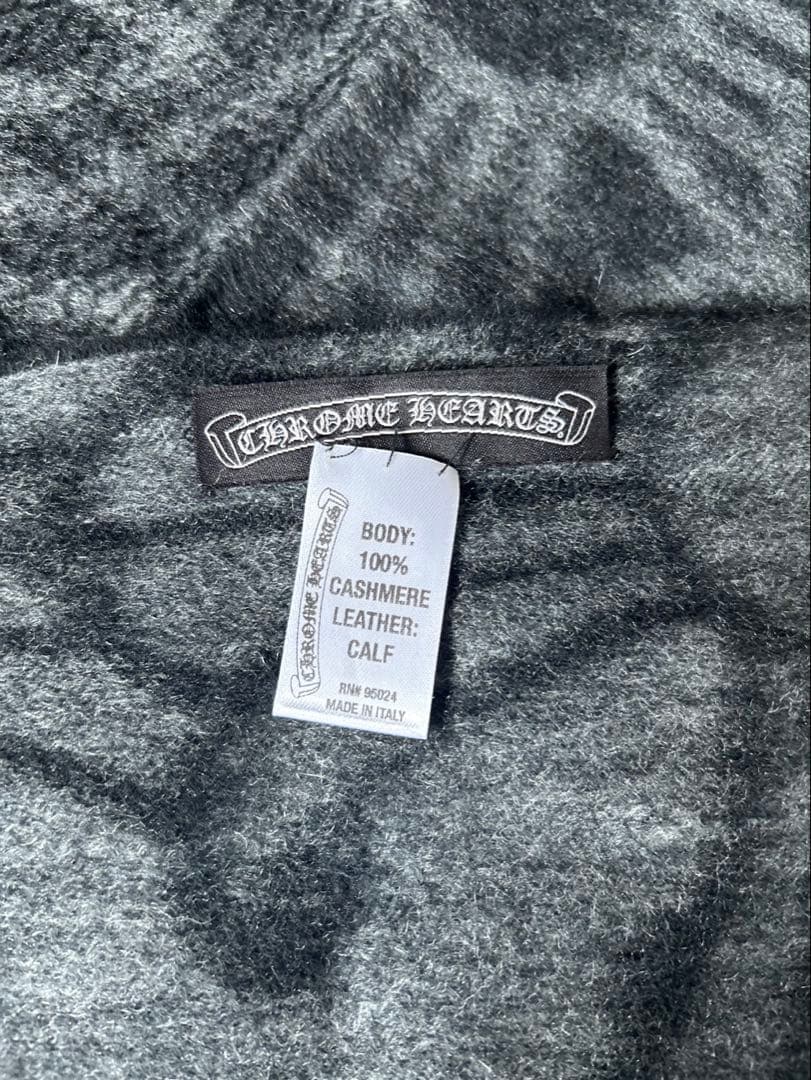 CHROME HEARTS®
CHROME HEARTS
BODY:
100%
CASHMERE
LEATHER:
CALF
RN# 95024
MADE IN ITALY